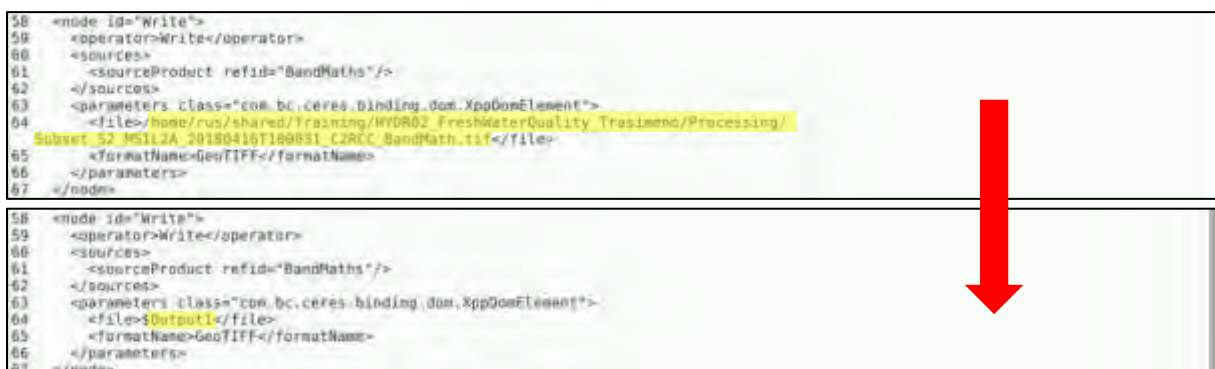 58 <node id="Write">
59 <operator>Write</operator>
60 <sources>
61 <sourceProduct refid="BandMaths"/>
62 </sources>
63 <parameters class="com.bc.ceres.binding.dom.XppDomElement">
64 <file>/home/rus/shared/Training/HYDR02_FreshWaterQuality_Trasimeno/Processing/
Subset_S2_MSIL2A_20180416T100031_C2RCC_BandMath.tif</file>
65 <formatName>GeoTIFF</formatName>
66 </parameters>
67 </node>
58 <node id="Write">
59 <operator>Write</operator>
60 <sources>
61 <sourceProduct refid="BandMaths"/>
62 </sources>
63 <parameters class="com.bc.ceres.binding.dom.XppDomElement">
64 <file>$Output1</file>
65 <formatName>GeoTIFF</formatName>
66 </parameters>
67 </node>